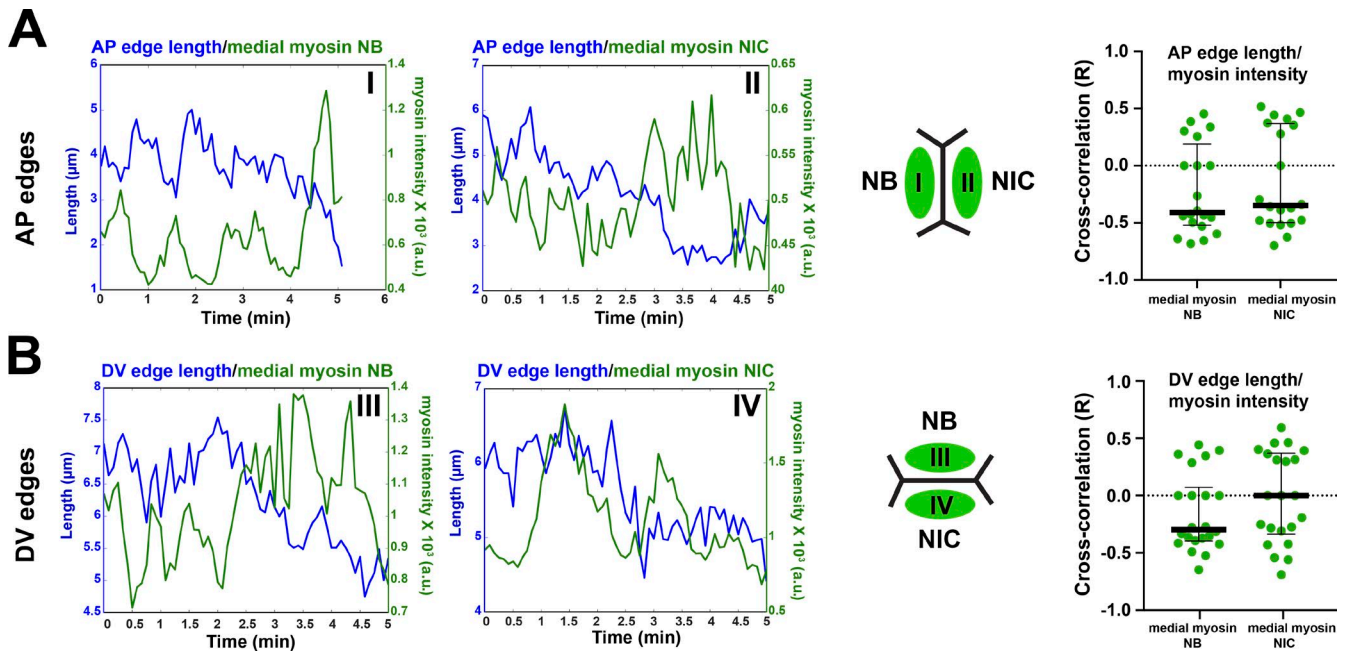 A
AP edges
AP edge length/medial myosin NB
I
6
5
4
3
2
1
Length (µm)
1.4
1.2
1
0.8
0.6
0.4
myosin intensity X 10³ (a.u.)
0 1 2 3 4 5 6
Time (min)
AP edge length/medial myosin NIC
II
7
6
5
4
3
2
Length (µm)
0.65
0.6
0.55
0.5
0.45
40
myosin intensity X 10³ (a.u.)
0 0.5 1 1.5 2 2.5 3 3.5 4 4.5 5
Time (min)
NB I II NIC
AP edge length/
myosin intensity
Cross-correlation (R)
1.0
0.5
0.0
-0.5
-1.0
medial myosin
NB
medial myosin
NIC
B
DV edges
DV edge length/medial myosin NB
III
8
7.5
7
6.5
6
5.5
5
4.5
Length (µm)
1.4
1.3
1.2
1.1
1
0.9
0.8
0.7
myosin intensity X 10³ (a.u.)
0 0.5 1 1.5 2 2.5 3 3.5 4 4.5 5
Time (min)
DV edge length/medial myosin NIC
IV
7
6
5
4
Length (µm)
2
1.5
1
0.5
myosin intensity X 10³ (a.u.)
0 0.5 1 1.5 2 2.5 3 3.5 4 4.5 5
Time (min)
NB
III
IV
NIC
DV edge length/
myosin intensity
Cross-correlation (R)
1.0
0.5
0.0
-0.5
-1.0
medial myosin
NB
medial myosin
NIC